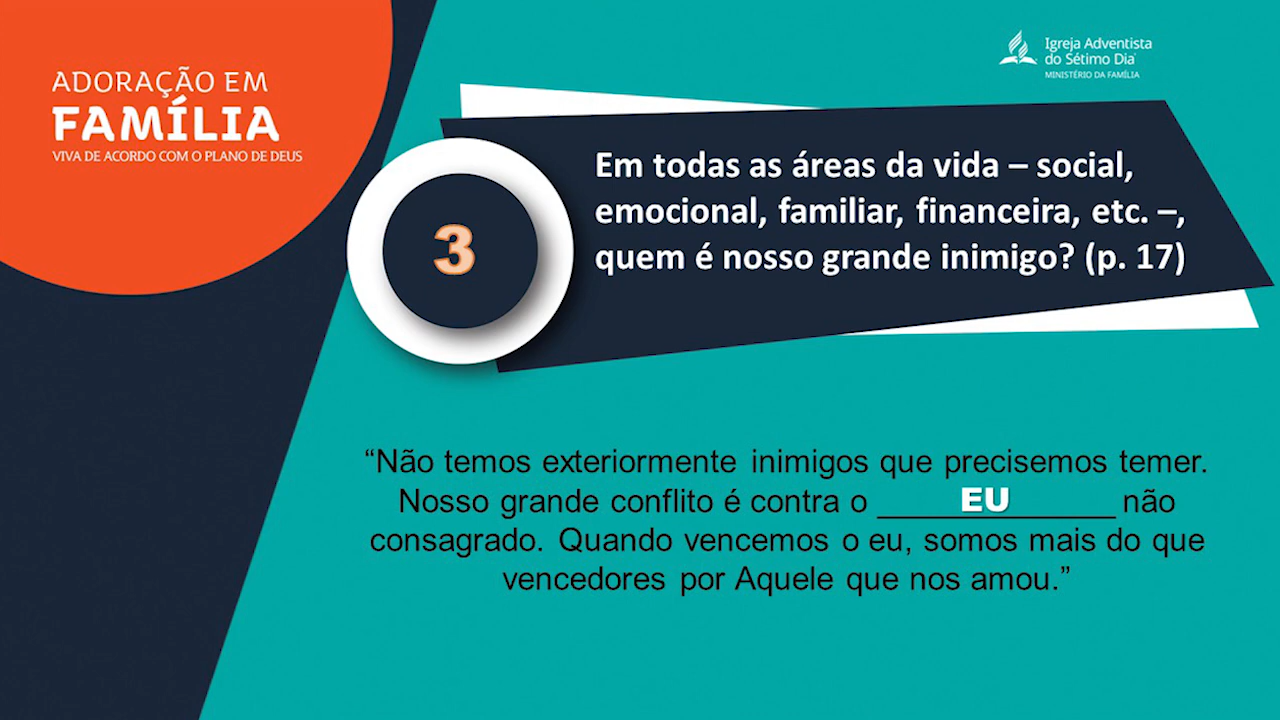 ADORAÇÃO EM
FAMÍLIA
VIVA DE ACORDO COM O PLANO DE DEUS
Igreja Adventista
do Sétimo Dia
MINISTÉRIO DA FAMÍLIA
3
Em todas as áreas da vida – social,
emocional, familiar, financeira, etc. –,
quem é nosso grande inimigo? (p. 17)
“Não temos exteriormente inimigos que precisemos temer.
Nosso grande conflito é contra o ____EU____ não
consagrado. Quando vencemos o eu, somos mais do que
vencedores por Aquele que nos amou.”